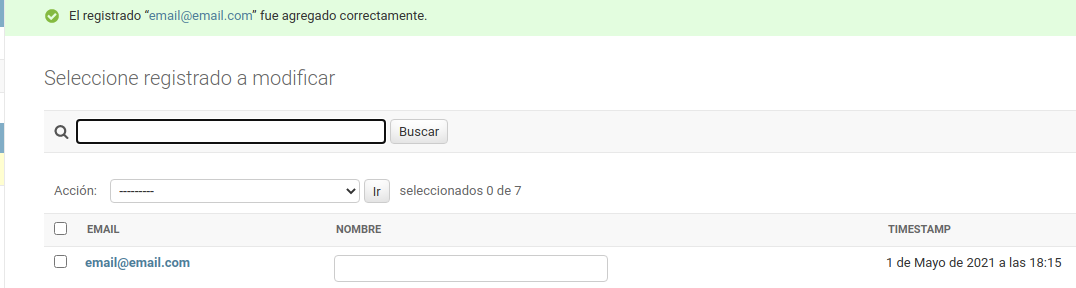 El registrado “email@email.com” fue agregado correctamente.
Seleccione registrado a modificar
Buscar
Acción: --------- Ir seleccionados 0 de 7
EMAIL NOMBRE TIMESTAMP
email@email.com 1 de Mayo de 2021 a las 18:15